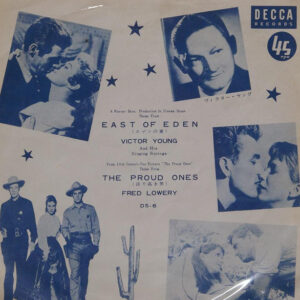 DECCA
RECORDS
45
ヴィクター・ヤング
A Warner Bros. Production in Cinema Scope
Theme From
EAST OF EDEN
(エデンの東)
VICTOR YOUNG
And His
Singing Strings
From 20th Century-Fox Picture "The Proud Ones"
Theme From
THE PROUD ONES
(誇り高き男)
FRED LOWERY
DS-6